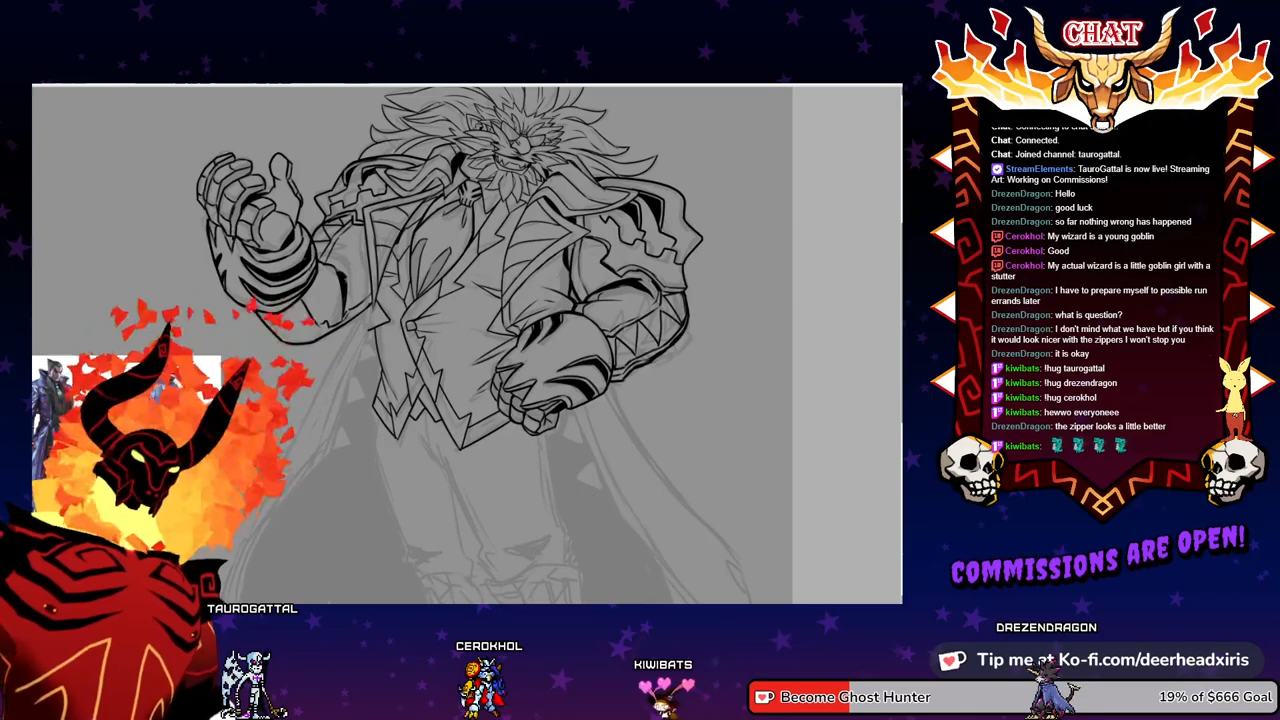 CHAT
Chat: Connected.
Chat: Joined channel: taurogattal.
StreamElements: TauroGattal is now live! Streaming
Art: Working on Commissions!
DrezenDragon: Hello
DrezenDragon: good luck
DrezenDragon: so far nothing wrong has happened
Cerokhol: My wizard is a young goblin
Cerokhol: Good
Cerokhol: My actual wizard is a little goblin girl with a
stutter
DrezenDragon: I have to prepare myself to possible run
errands later
DrezenDragon: what is question?
DrezenDragon: I don't mind what we have but if you think
it would look nicer with the zippers I won't stop you
DrezenDragon: it is okay
kiwibats: !hug taurogattal
kiwibats: !hug drezendragon
kiwibats: !hug cerokhol
kiwibats: hewwo everyoneee
DrezenDragon: the zipper looks a little better
kiwibats:
COMMISSIONS ARE OPEN!
TAUROGATTAL
CEROKHOL
KIWIBATS
DREZENDRAGON
Tip me at Ko-fi.com/deerheadxiris
Become Ghost Hunter
19% of $666 Goal